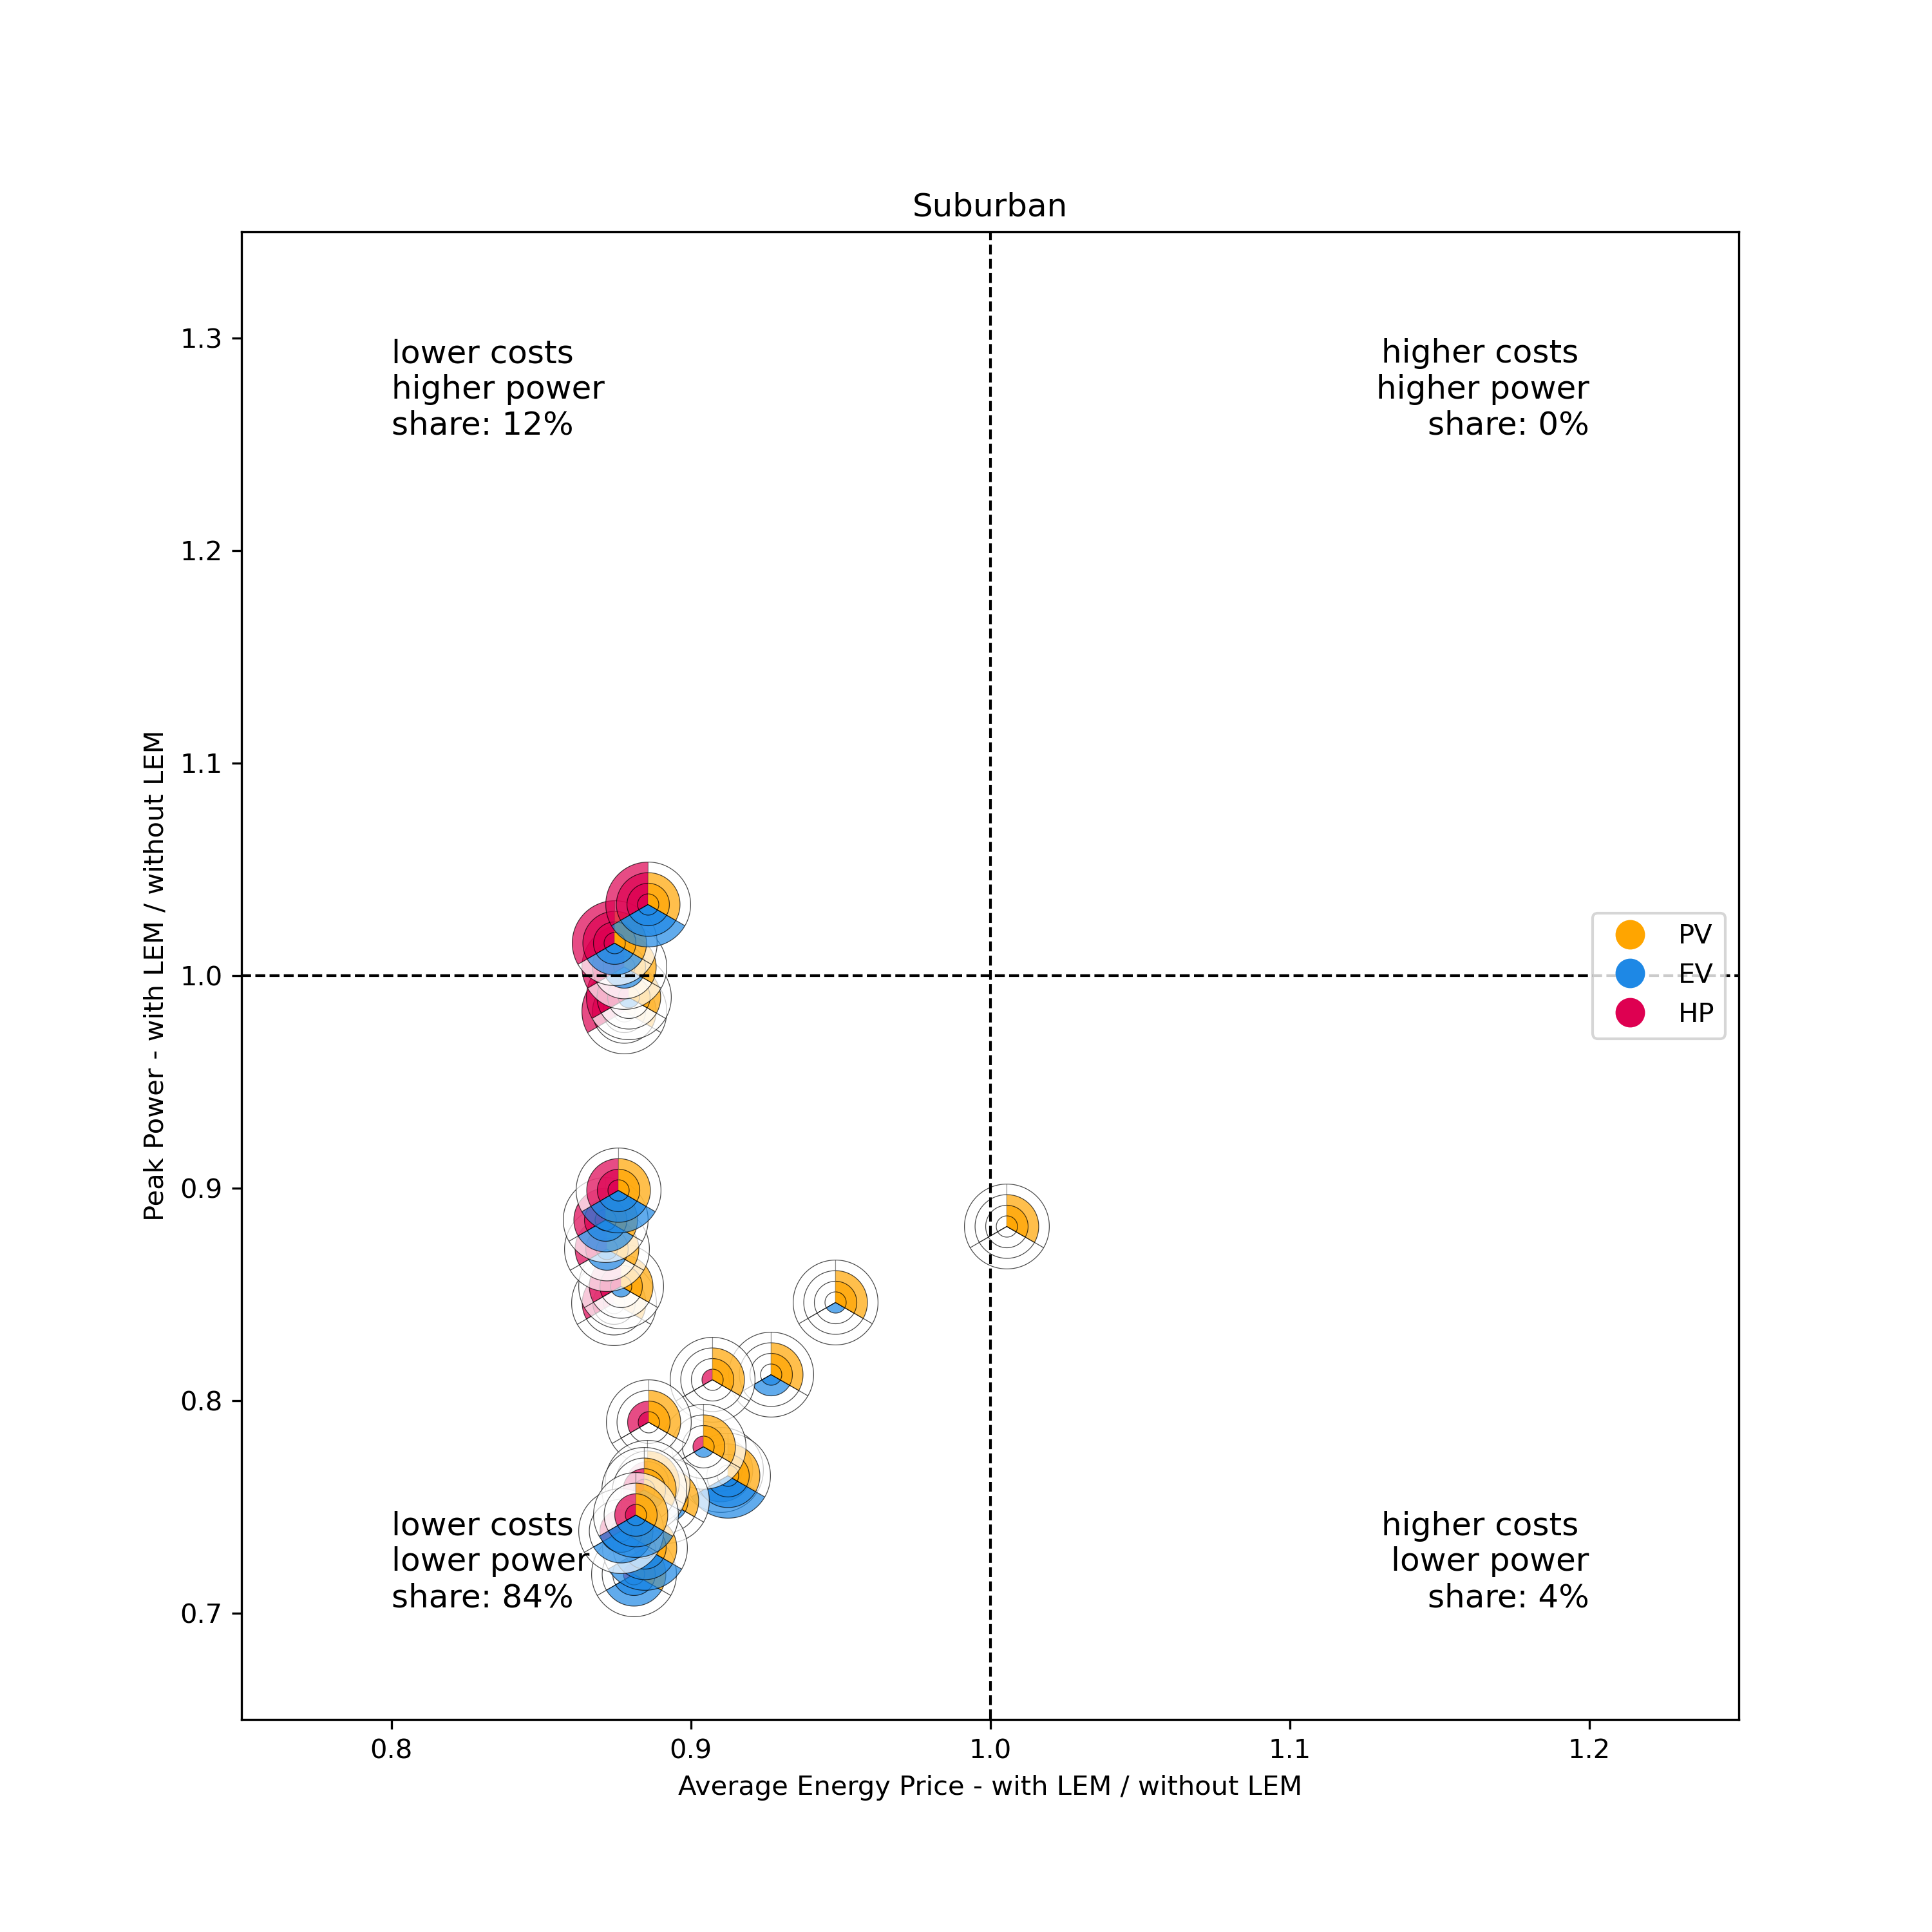 Suburban
1.3
1.2
1.1
1.0
0.9
0.8
0.7
Peak Power - with LEM / without LEM
lower costs
higher power
share: 12%
higher costs
higher power
share: 0%
PV
EV
HP
lower costs
lower power
share: 84%
higher costs
lower power
share: 4%
0.8
0.9
1.0
1.1
1.2
Average Energy Price - with LEM / without LEM